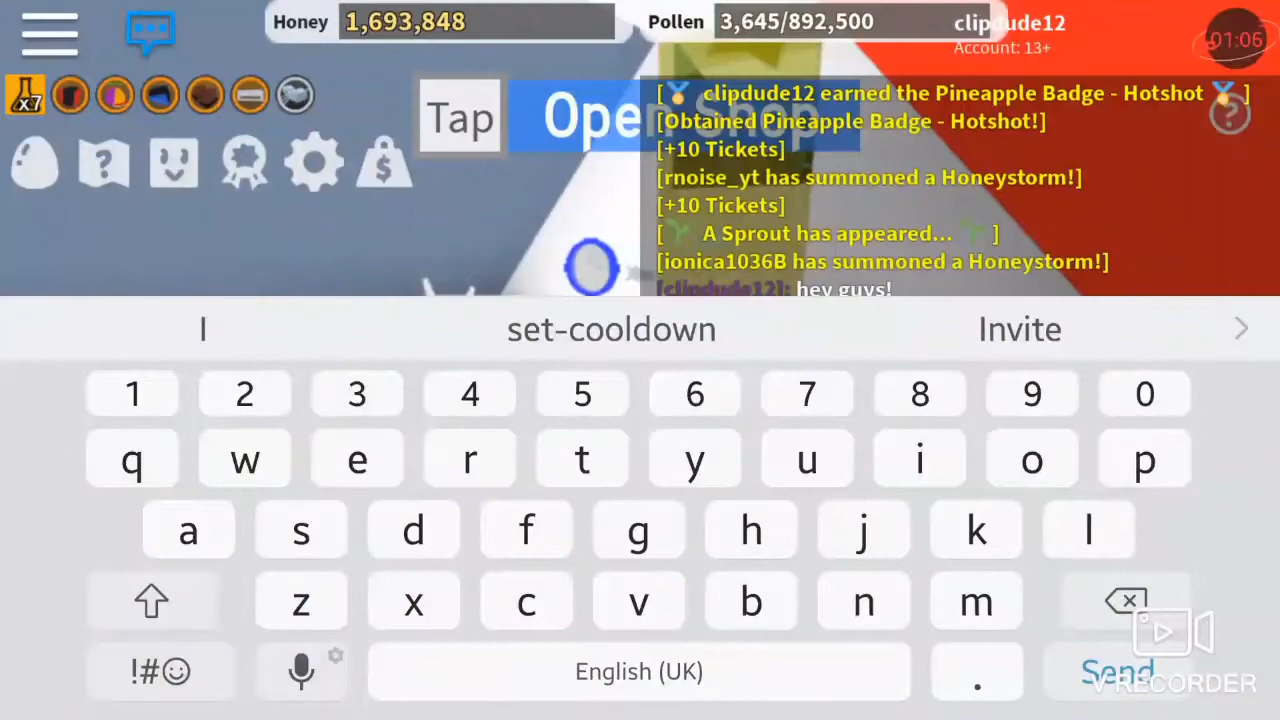 Honey 1,693,848 Pollen 3,645/892,500 clipdude12
Account: 13+
01:06
x7
Tap Open Shop
[🏅 clipdude12 earned the Pineapple Badge - Hotshot 🏅 ]
[Obtained Pineapple Badge - Hotshot!]
[+10 Tickets]
[rnoise_yt has summoned a Honeystorm!]
[+10 Tickets]
[🌱 A Sprout has appeared... 🌱 ]
[ionica1036B has summoned a Honeystorm!]
[clipdude12]: hey guys!
I set-cooldown Invite
1 2 3 4 5 6 7 8 9 0
q w e r t y u i o p
a s d f g h j k l
z x c v b n m
!#☺ English (UK) . Send
V RECORDER